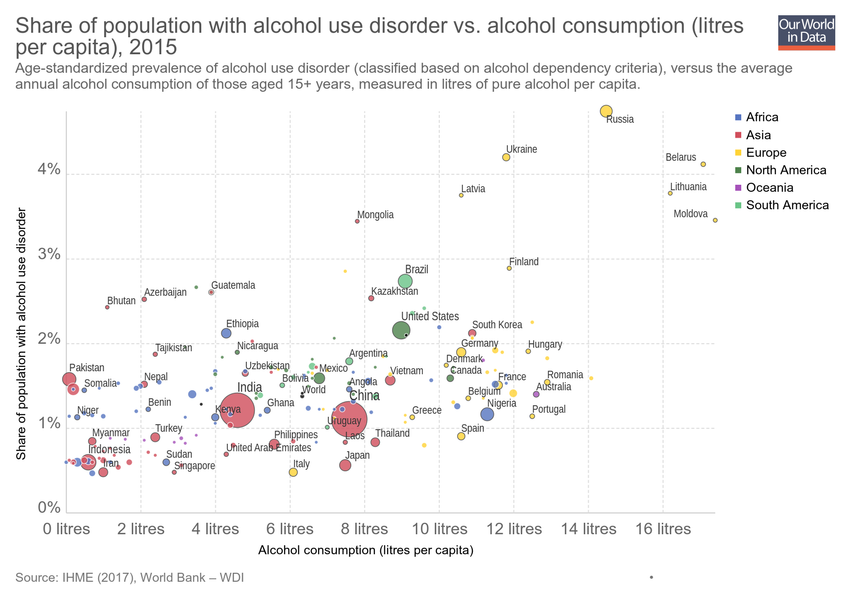 Share of population with alcohol use disorder vs. alcohol consumption (litres
per capita), 2015
Our World
in Data
Age-standardized prevalence of alcohol use disorder (classified based on alcohol dependency criteria), versus the average
annual alcohol consumption of those aged 15+ years, measured in litres of pure alcohol per capita.
Africa
Asia
Europe
North America
Oceania
South America
Share of population with alcohol use disorder
4%
3%
2%
1%
0%
Russia
Ukraine
Belarus
Latvia
Lithuania
Mongolia
Moldova
Finland
Brazil
Guatemala
Azerbaijan
Kazakhstan
Bhutan
United States
Ethiopia
South Korea
Tajikistan
Nicaragua
Germany
Hungary
Argentina
Denmark
Pakistan
Uzbekistan
Mexico
Vietnam
Canada
Somalia
Nepal
Bolivia
Angola
France
Romania
India
World
China
Belgium
Australia
Niger
Benin
Kenya
Ghana
Greece
Nigeria
Portugal
Uruguay
Myanmar
Turkey
Philippines
Laos
Thailand
Spain
Indonesia
United Arab Emirates
Iran
Sudan
Singapore
Italy
Japan
0 litres
2 litres
4 litres
6 litres
8 litres
10 litres
12 litres
14 litres
16 litres
Alcohol consumption (litres per capita)
Source: IHME (2017), World Bank – WDI